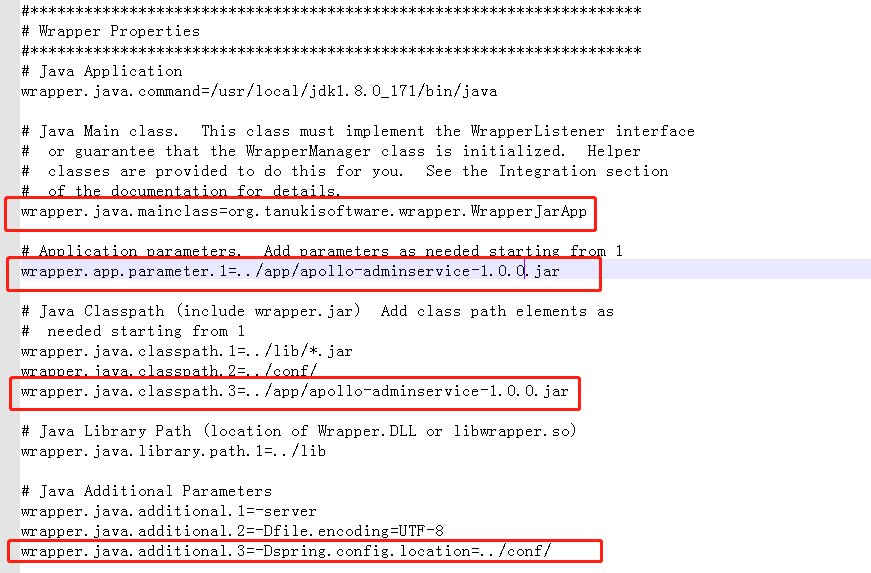 #********************************************************************
# Wrapper Properties
#********************************************************************
# Java Application
wrapper.java.command=/usr/local/jdk1.8.0_171/bin/java
# Java Main class.  This class must implement the WrapperListener interface
#  or guarantee that the WrapperManager class is initialized.  Helper
#  classes are provided to do this for you.  See the Integration section
#  of the documentation for details.
wrapper.java.mainclass=org.tanukisoftware.wrapper.WrapperJarApp
# Application parameters.  Add parameters as needed starting from 1
wrapper.app.parameter.1=../app/apollo-adminservice-1.0.0.jar
# Java Classpath (include wrapper.jar)  Add class path elements as
#  needed starting from 1
wrapper.java.classpath.1=../lib/*.jar
wrapper.java.classpath.2=../conf/
wrapper.java.classpath.3=../app/apollo-adminservice-1.0.0.jar
# Java Library Path (location of Wrapper.DLL or libwrapper.so)
wrapper.java.library.path.1=../lib
# Java Additional Parameters
wrapper.java.additional.1=-server
wrapper.java.additional.2=-Dfile.encoding=UTF-8
wrapper.java.additional.3=-Dspring.config.location=../conf/